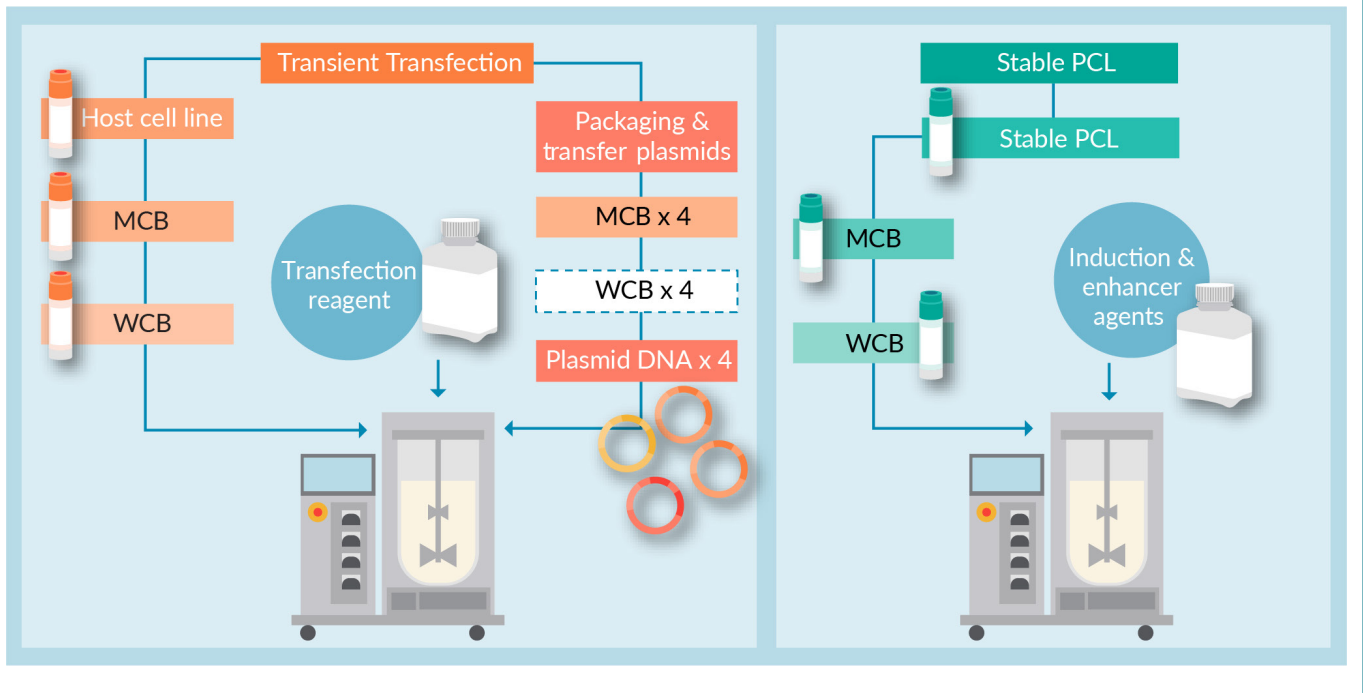 Transient Transfection
Host cell line
MCB
WCB
Transfection
reagent
Packaging &
transfer plasmids
MCB x 4
WCB x 4
Plasmid DNA x 4
Stable PCL
Stable PCL
MCB
WCB
Induction &
enhancer
agents